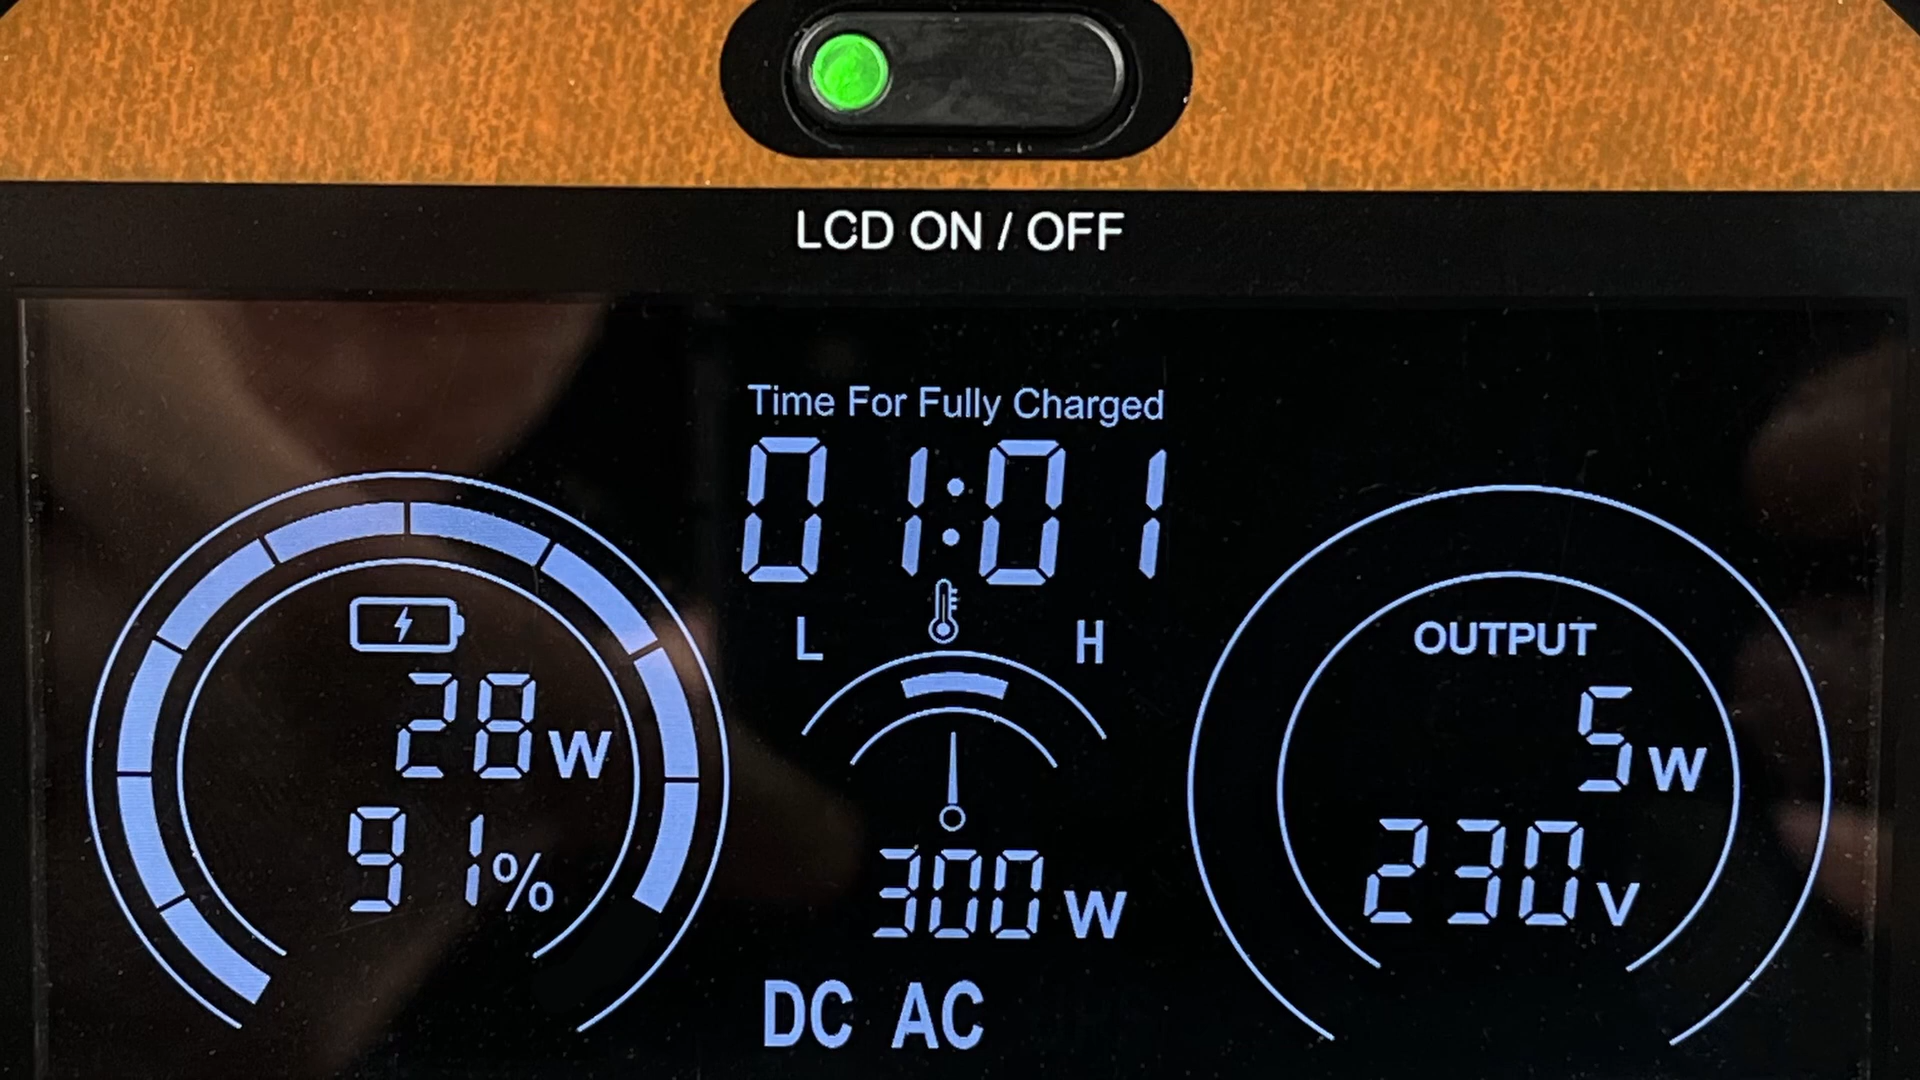 LCD ON / OFF
Time For Fully Charged
01:01
L H
28W
91%
300W
DC AC
OUTPUT
5W
230V